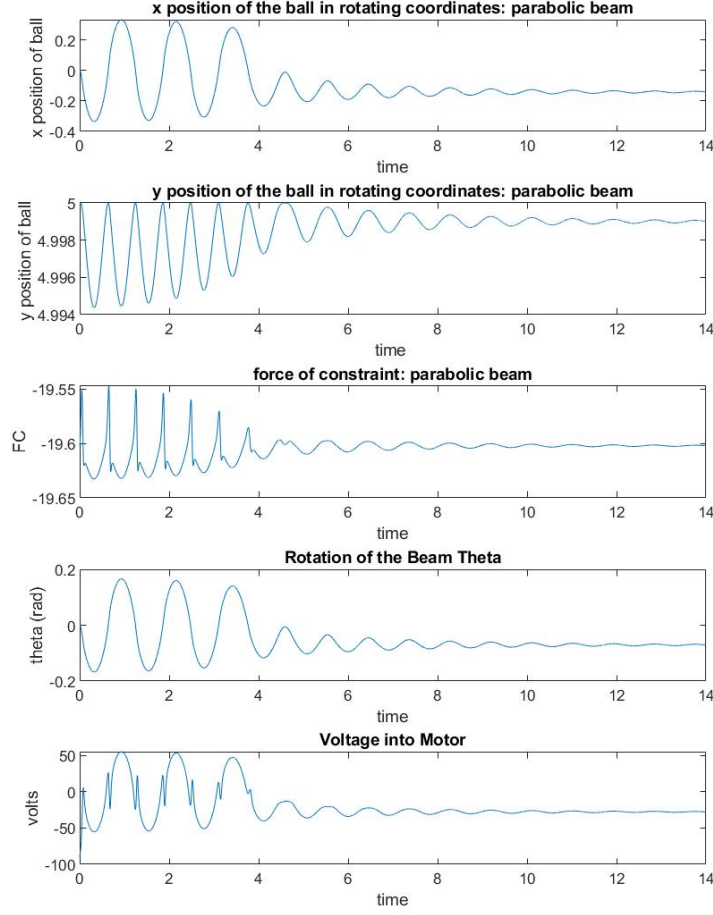 x position of the ball in rotating coordinates: parabolic beam
x position of ball
0.2
0
-0.2
-0.4
0 2 4 6 8 10 12 14
time
y position of the ball in rotating coordinates: parabolic beam
y position of ball
5
4.998
4.996
4.994
0 2 4 6 8 10 12 14
time
force of constraint: parabolic beam
FC
-19.55
-19.6
-19.65
0 2 4 6 8 10 12 14
time
Rotation of the Beam Theta
theta (rad)
0.2
0
-0.2
0 2 4 6 8 10 12 14
time
Voltage into Motor
volts
50
0
-50
-100
0 2 4 6 8 10 12 14
time